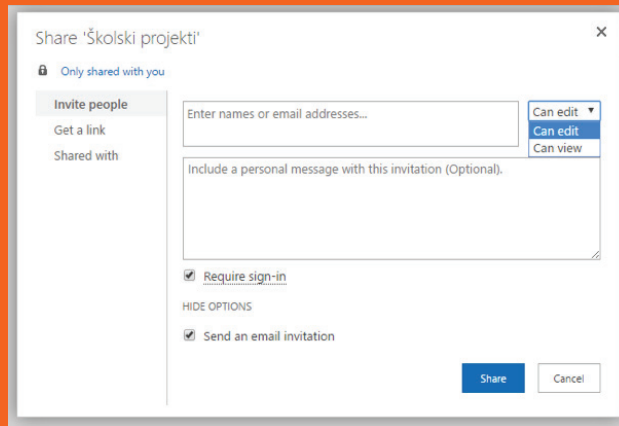 Share 'Školski projekti'
Only shared with you
Invite people
Get a link
Shared with
Enter names or email addresses...
Can edit
Can edit
Can view
Include a personal message with this invitation (Optional).
Require sign-in
HIDE OPTIONS
Send an email invitation
Share
Cancel